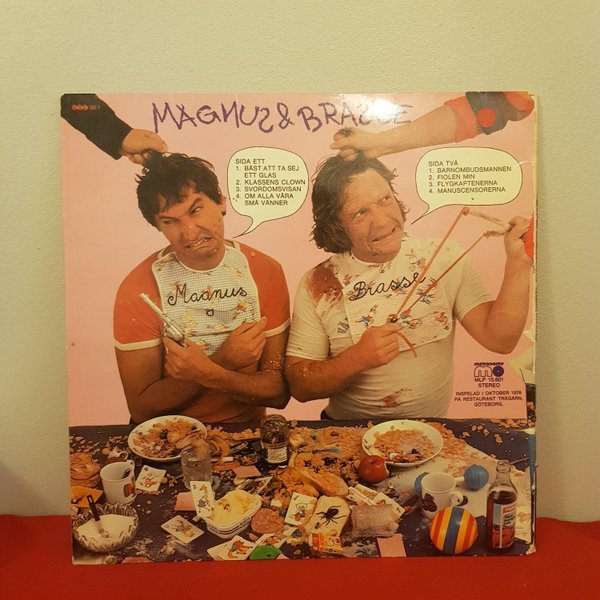 MAGNUS & BRASSE
SIDA ETT
1. BÄST ATT TA SEJ
ETT GLAS
2. KLASSENS CLOWN
3. SVORDOMSVISAN
4. OM ALLA VÅRA
SMÅ VÄNNER
SIDA TVÅ
1. BARNOMBUDSMANNEN
2. FIOLEN MIN
3. FLYGKAPTENERNA
4. MANUSCENSORERNA
Magnus
Brasse
metronome
MLP 15.601
STEREO
INSPELAD I OKTOBER 1976
PÅ RESTAURANT TRÄGÅRN,
GÖTEBORG.